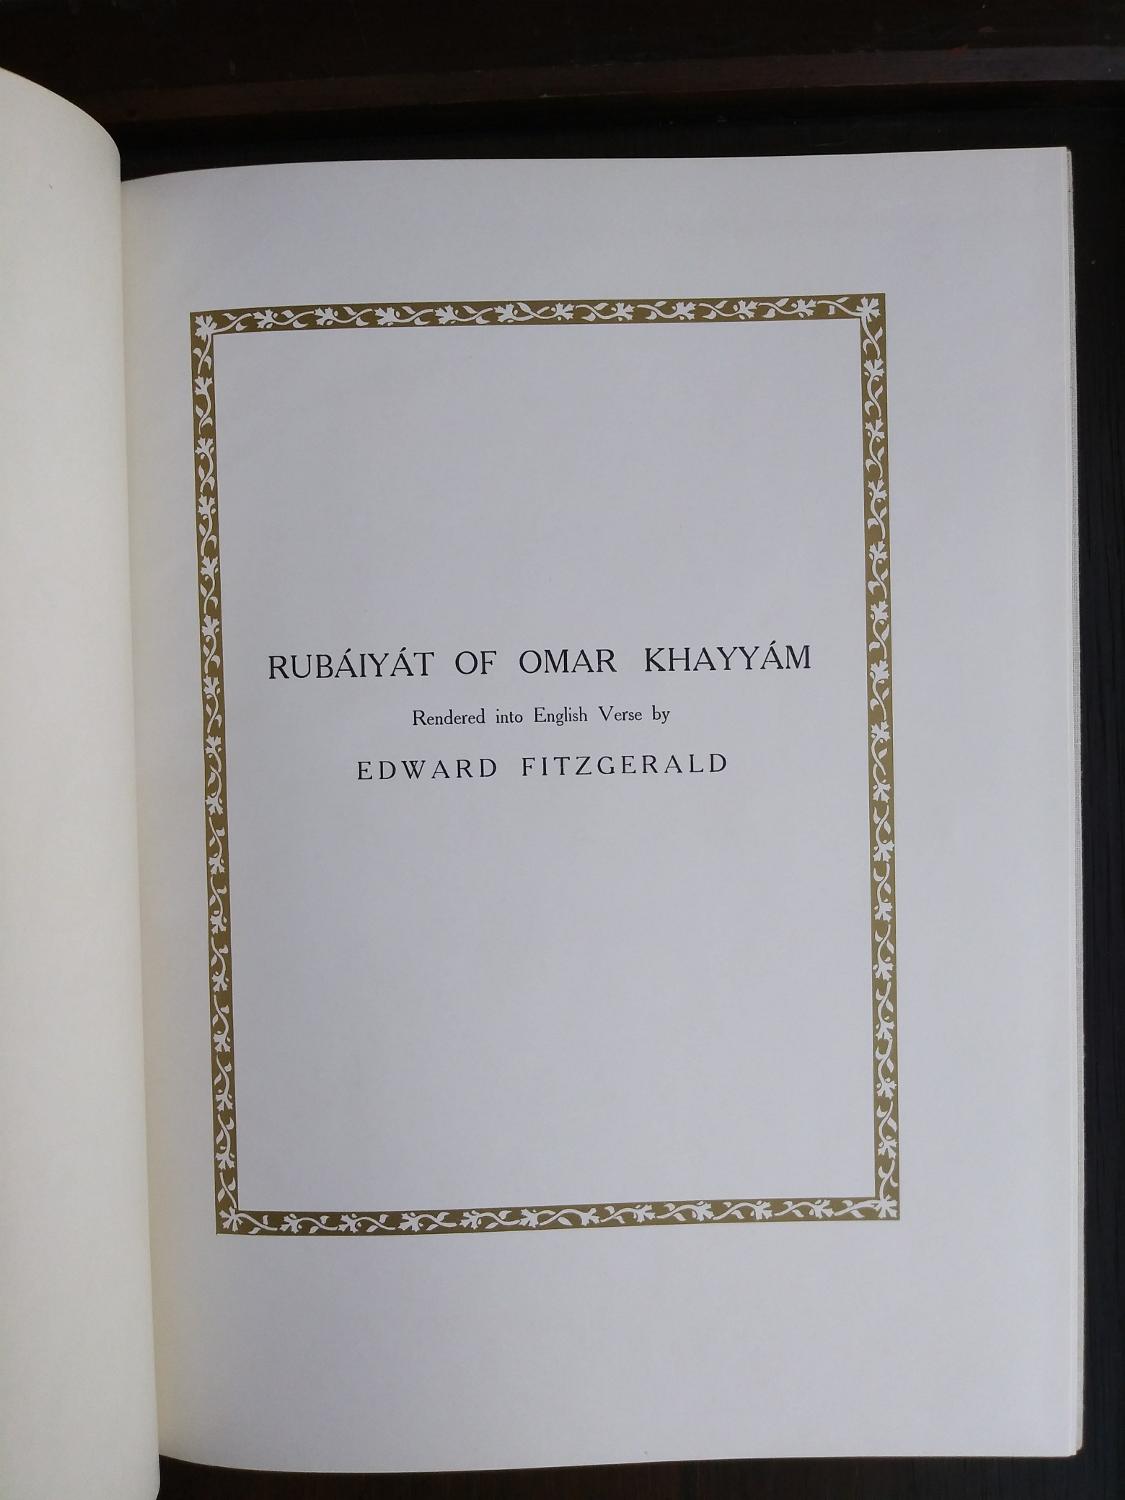 RUBÁIYÁT OF OMAR KHAYYÁM
Rendered into English Verse by
EDWARD FITZGERALD